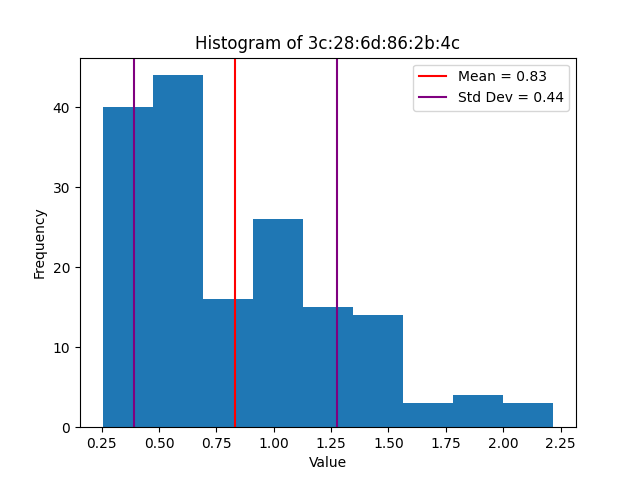 Histogram of 3c:28:6d:86:2b:4c
Mean = 0.83
Std Dev = 0.44
Frequency
40
30
20
10
0
0.25 0.50 0.75 1.00 1.25 1.50 1.75 2.00 2.25
Value